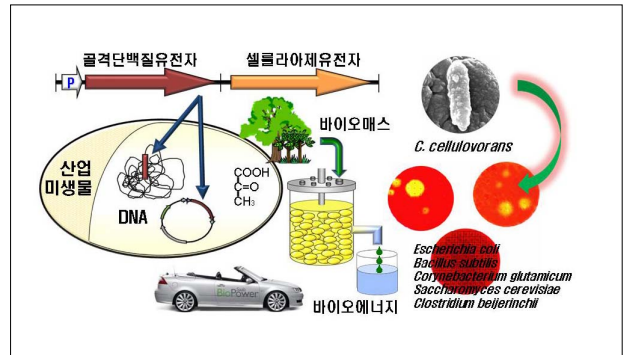 P
골격단백질유전자
셀룰라아제유전자
산업
미생물
DNA
COOH
C=O
CH3
바이오매스
C. cellulovorans
Escherichia coli
Bacillus subtilis
Corynebacterium glutamicum
Saccharomyces cerevisiae
Clostridium beijerinchii
BioPower
바이오에너지